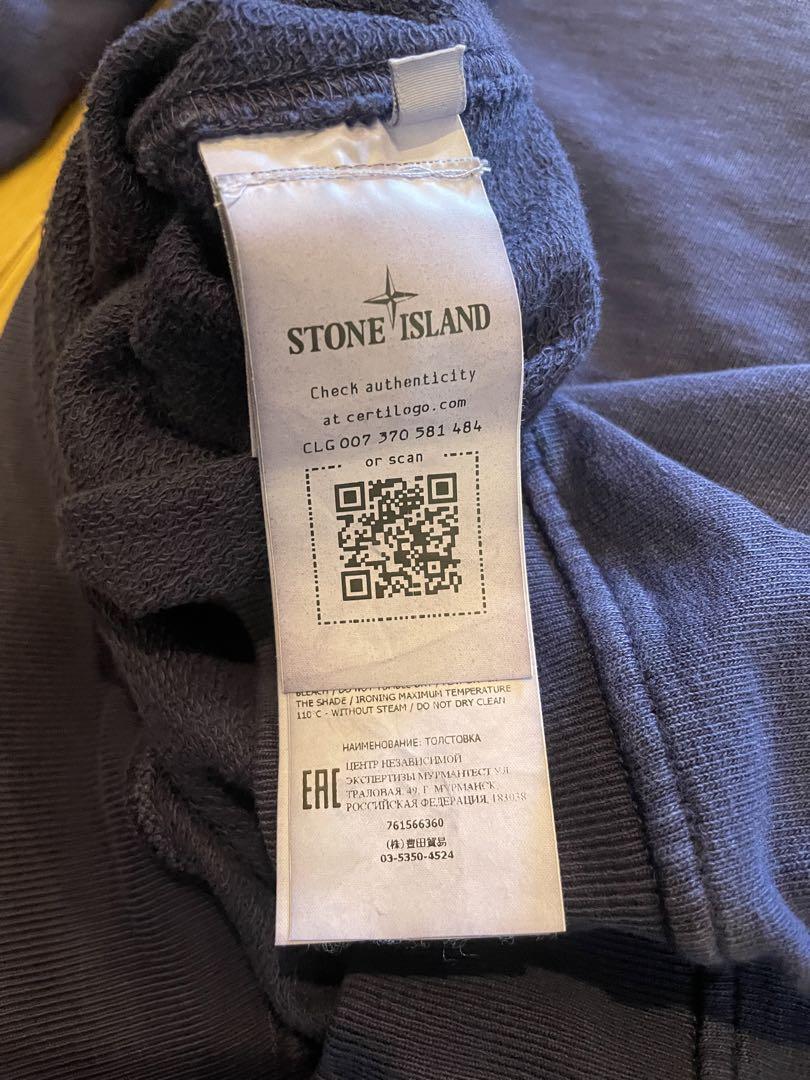 STONE ISLAND
Check authenticity
at certilogo.com
CLG 007 370 581 484
or scan
THE SHADE / IRONING MAXIMUM TEMPERATURE
110°C - WITHOUT STEAM / DO NOT DRY CLEAN
НАИМЕНОВАНИЕ: ТОЛСТОВКА
EAC
ЦЕНТР НЕЗАВИСИМОЙ
ЭКСПЕРТИЗЫ МУРМАНТЕСТ УЛ
ТРАЛОВАЯ, 49, Г. МУРМАНСК,
РОССИЙСКАЯ ФЕДЕРАЦИЯ, 183038
761566360
(株)豊田貿易
03-5350-4524